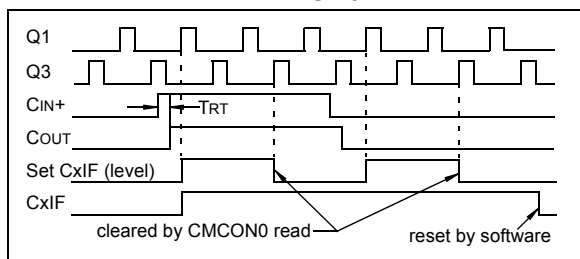 Q1
Q3
CIN+
TRT
COUT
Set CxIF (level)
CxIF
cleared by CMCON0 read
reset by software